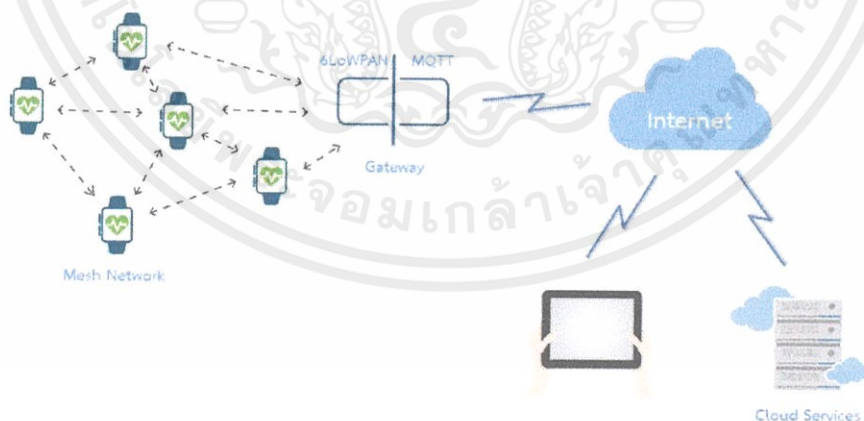 6LoWPAN MQTT
Internet
Gateway
Mesh Network
Cloud Services